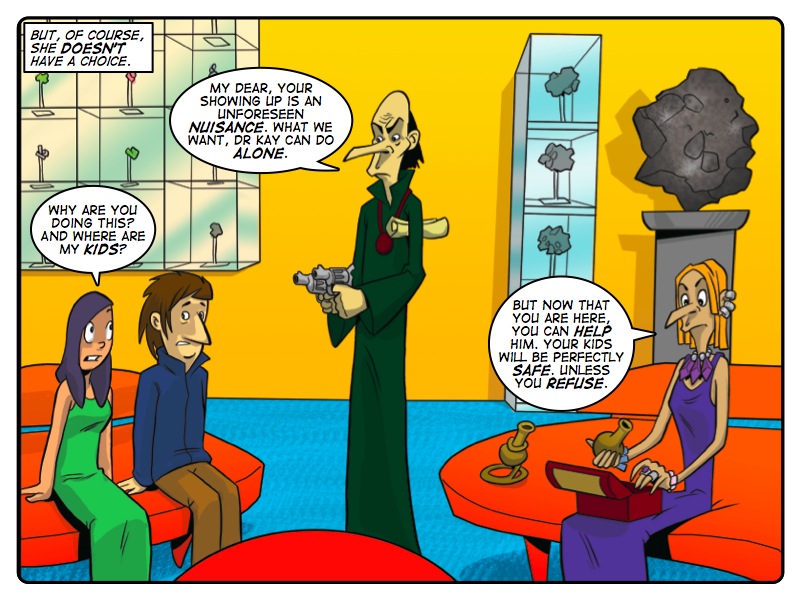 BUT, OF COURSE,
SHE DOESN'T
HAVE A CHOICE.
MY DEAR, YOUR
SHOWING UP IS AN
UNFORESEEN
NUISANCE. WHAT WE
WANT, DR KAY CAN DO
ALONE.
WHY ARE YOU
DOING THIS?
AND WHERE ARE
MY KIDS?
BUT NOW THAT
YOU ARE HERE,
YOU CAN HELP
HIM. YOUR KIDS
WILL BE PERFECTLY
SAFE. UNLESS
YOU REFUSE.